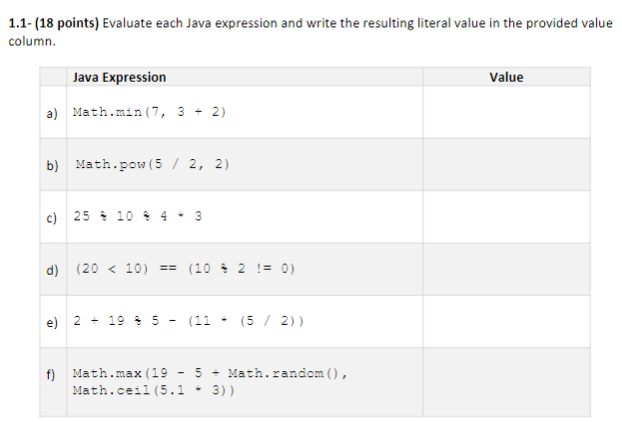 1.1- (18 points) Evaluate each Java expression and write the resulting literal value in the provided value
column.
Java Expression Value
a) Math.min(7, 3 + 2)
b) Math.pow(5 / 2, 2)
c) 25 % 10 % 4 * 3
d) (20 < 10) == (10 % 2 != 0)
e) 2 + 19 % 5 - (11 * (5 / 2))
f) Math.max(19 - 5 + Math.random(),
Math.ceil(5.1 * 3))